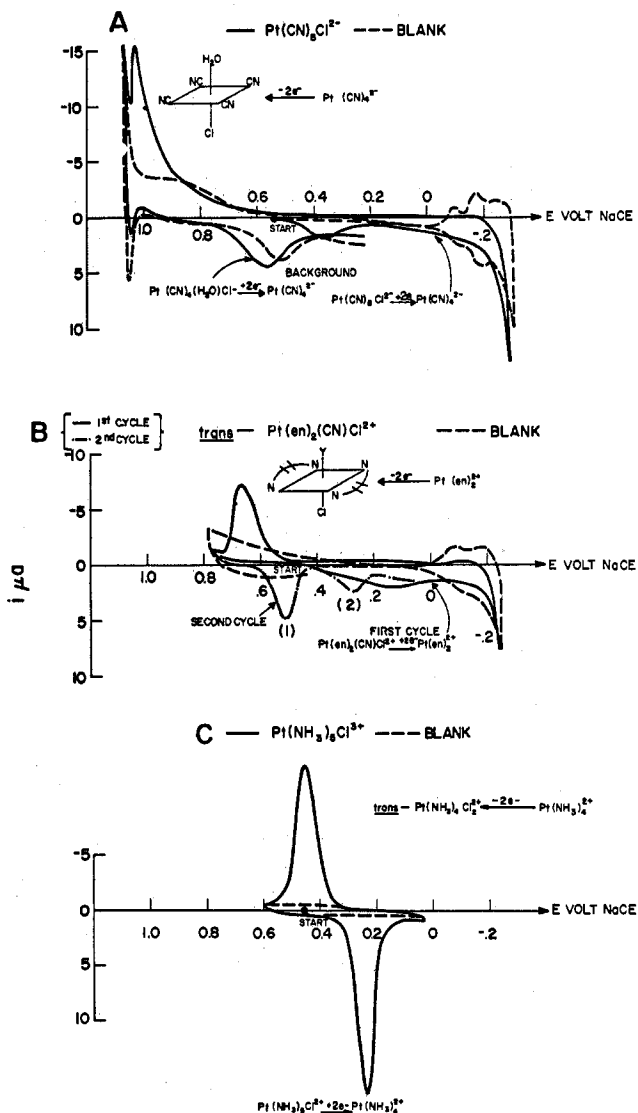 A
— Pt(CN)₅Cl²⁻ --- BLANK
-15
-10
-5
0
5
10
H₂O
NC CN
NC CN
Cl
-2e⁻
Pt (CN)₄²⁻
1.0 0.8 0.6 0.4 0 -.2
START
E VOLT NaCE
BACKGROUND
Pt (CN)₄(H₂O)Cl- +2e⁻ Pt (CN)₄²⁻
Pt(CN)₅Cl²⁻ +2e Pt(CN)₄²⁻
B
1st CYCLE
2nd CYCLE
trans — Pt(en)₂(CN)Cl²⁺ --- BLANK
-10
-5
0
5
10
i μa
Y
N N
N N
Cl
-2e⁻
Pt (en)₂²⁺
1.0 0.8 .6 .4 .2 0 -.2
START
E VOLT NaCE
SECOND CYCLE
(1)
(2)
FIRST CYCLE
Pt(en)₂(CN)Cl²⁺ +2e⁻ Pt(en)₂²⁺
C — Pt(NH₃)₅Cl³⁺ --- BLANK
trans — Pt(NH₃)₄Cl₂²⁺ -2e- Pt(NH₃)₄²⁺
-5
0
5
10
1.0 0.8 0.6 0.2 0 -.2
START
E VOLT NaCE
Pt(NH₃)₅Cl²⁺ +2e- Pt(NH₃)₄²⁺